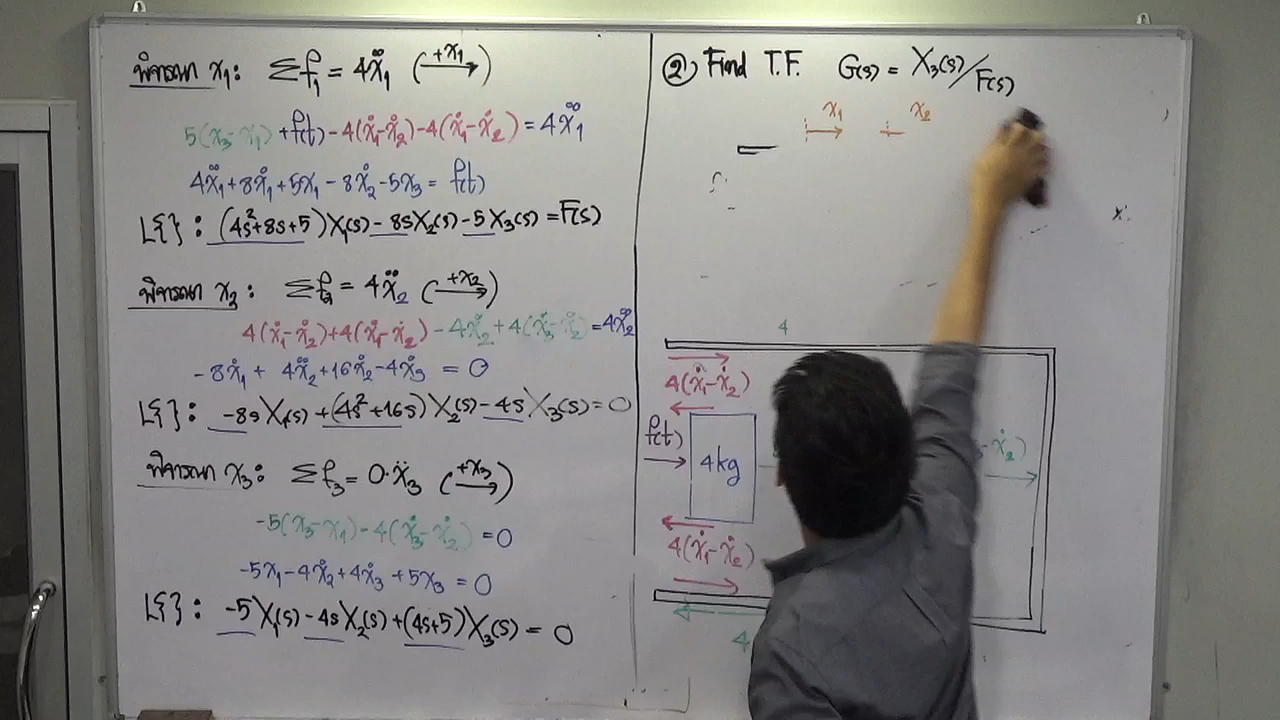 พิจารณา x₁: Σf₁ = 4ẍ₁ (+x₁ →)
5(x₃-x₁) + f(t) - 4(ẋ₁-ẋ₂) - 4(ẋ₁-ẋ₂) = 4ẍ₁
4ẍ₁ + 8ẋ₁ + 5x₁ - 8ẋ₂ - 5x₃ = f(t)
L{ } : (4s²+8s+5)X₁(s) - 8sX₂(s) - 5X₃(s) = F(s)
พิจารณา x₂: Σf₂ = 4ẍ₂ (+x₂ →)
4(ẋ₁-ẋ₂) + 4(ẋ₁-ẋ₂) - 4ẋ₂ + 4(ẋ₃-ẋ₂) = 4ẍ₂
-8ẋ₁ + 4ẍ₂ + 16ẋ₂ - 4ẋ₃ = 0
L{ } : -8sX₁(s) + (4s²+16s)X₂(s) - 4sX₃(s) = 0
พิจารณา x₃: Σf₃ = 0·ẍ₃ (+x₃ →)
-5(x₃-x₁) - 4(ẋ₃-ẋ₂) = 0
-5x₁ - 4ẋ₂ + 4ẋ₃ + 5x₃ = 0
L{ } : -5X₁(s) - 4sX₂(s) + (4s+5)X₃(s) = 0
②) Find T.F. G(s) = X₃(s)/F(s)
x₁ x₂
4
4(ẋ₁-ẋ₂)
f(t)
4kg
ẋ₂)
4(ẋ₁-ẋ₂)
4